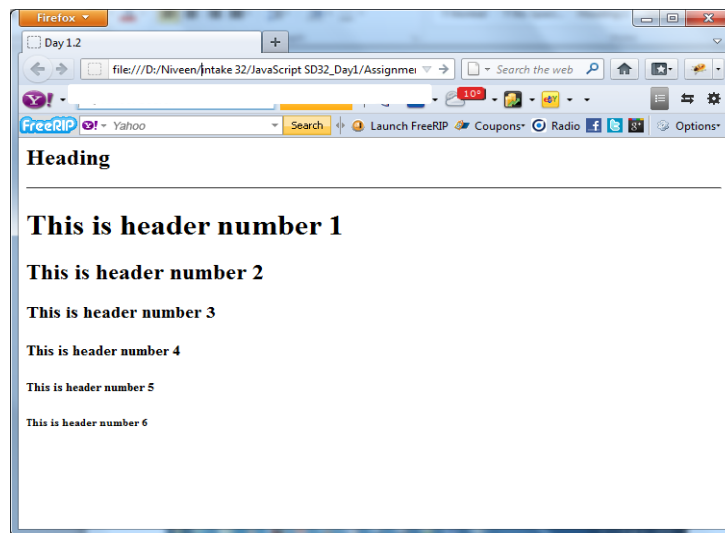 Firefox
Day 1.2
file:///D:/Niveen/intake 32/JavaScript SD32_Day1/Assignmen
Search the web
Y!
10°
FreeRIP Y! Yahoo Search Launch FreeRIP Coupons Radio Options
Heading
This is header number 1
This is header number 2
This is header number 3
This is header number 4
This is header number 5
This is header number 6